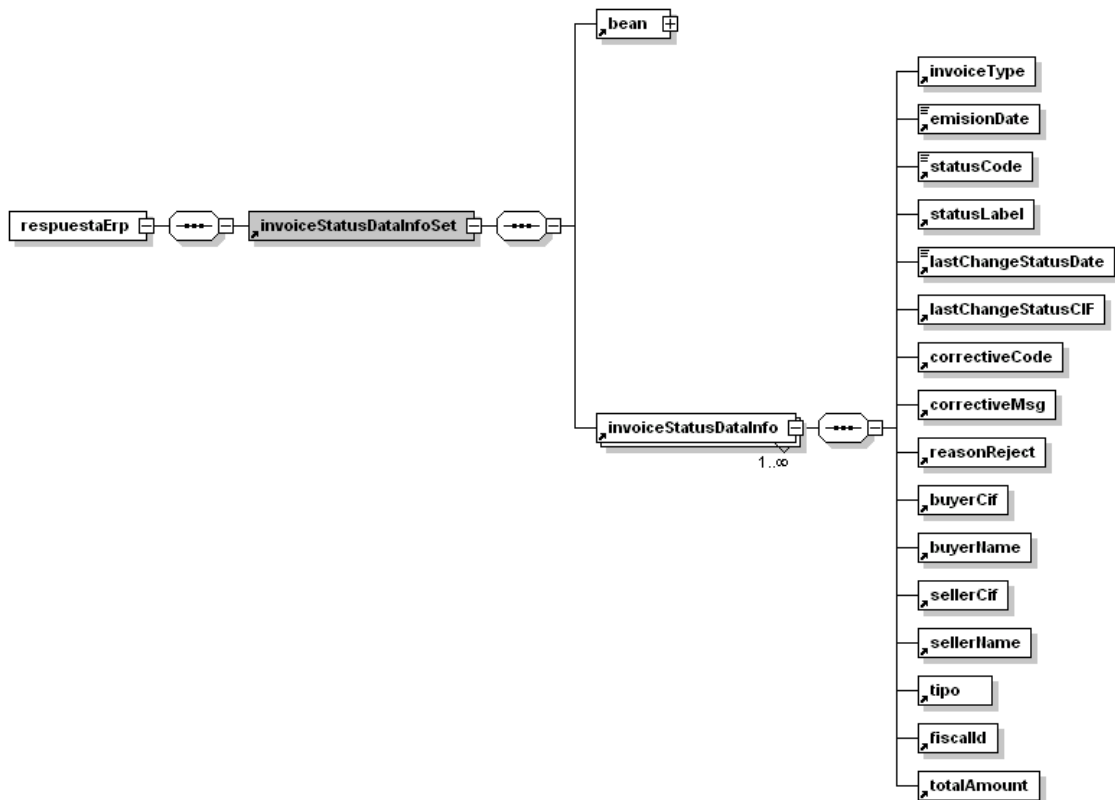 bean
invoiceType
emisionDate
statusCode
statusLabel
respuestaErp
invoiceStatusDataInfoSet
lastChangeStatusDate
lastChangeStatusCIF
correctiveCode
correctiveMsg
invoiceStatusDataInfo
1..∞
reasonReject
buyerCif
buyerName
sellerCif
sellerName
tipo
fiscalId
totalAmount